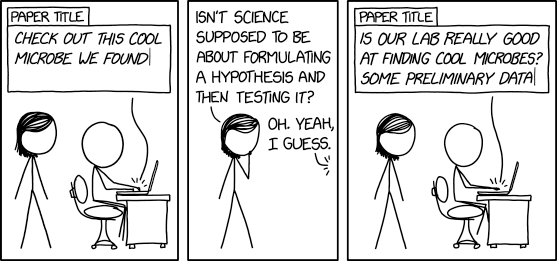 PAPER TITLE
CHECK OUT THIS COOL
MICROBE WE FOUND
ISN'T SCIENCE
SUPPOSED TO BE
ABOUT FORMULATING
A HYPOTHESIS AND
THEN TESTING IT?
OH. YEAH,
I GUESS.
PAPER TITLE
IS OUR LAB REALLY GOOD
AT FINDING COOL MICROBES?
SOME PRELIMINARY DATA